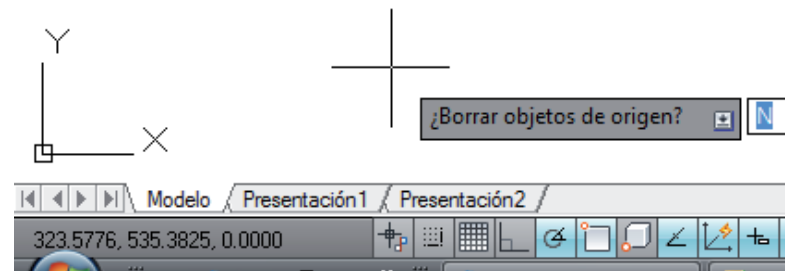 Y
X
¿Borrar objetos de origen? N
Modelo Presentación1 Presentación2
323.5776, 535.3825, 0.0000